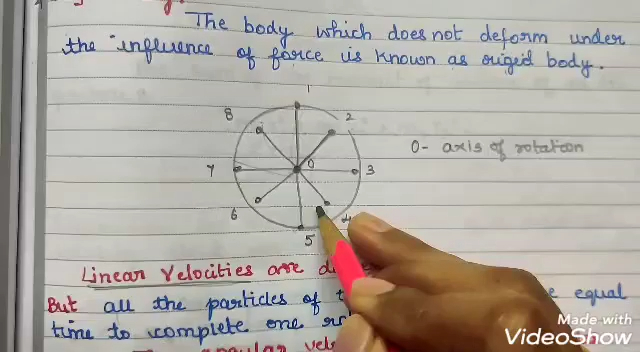 The body which does not deform under
the influence of force is known as origed body.
1
8
2
O
O- axis of rotation
7
3
6
4
5
Linear Velocities are
But all the particles of equal
time to complete one
Made with
VideoShow